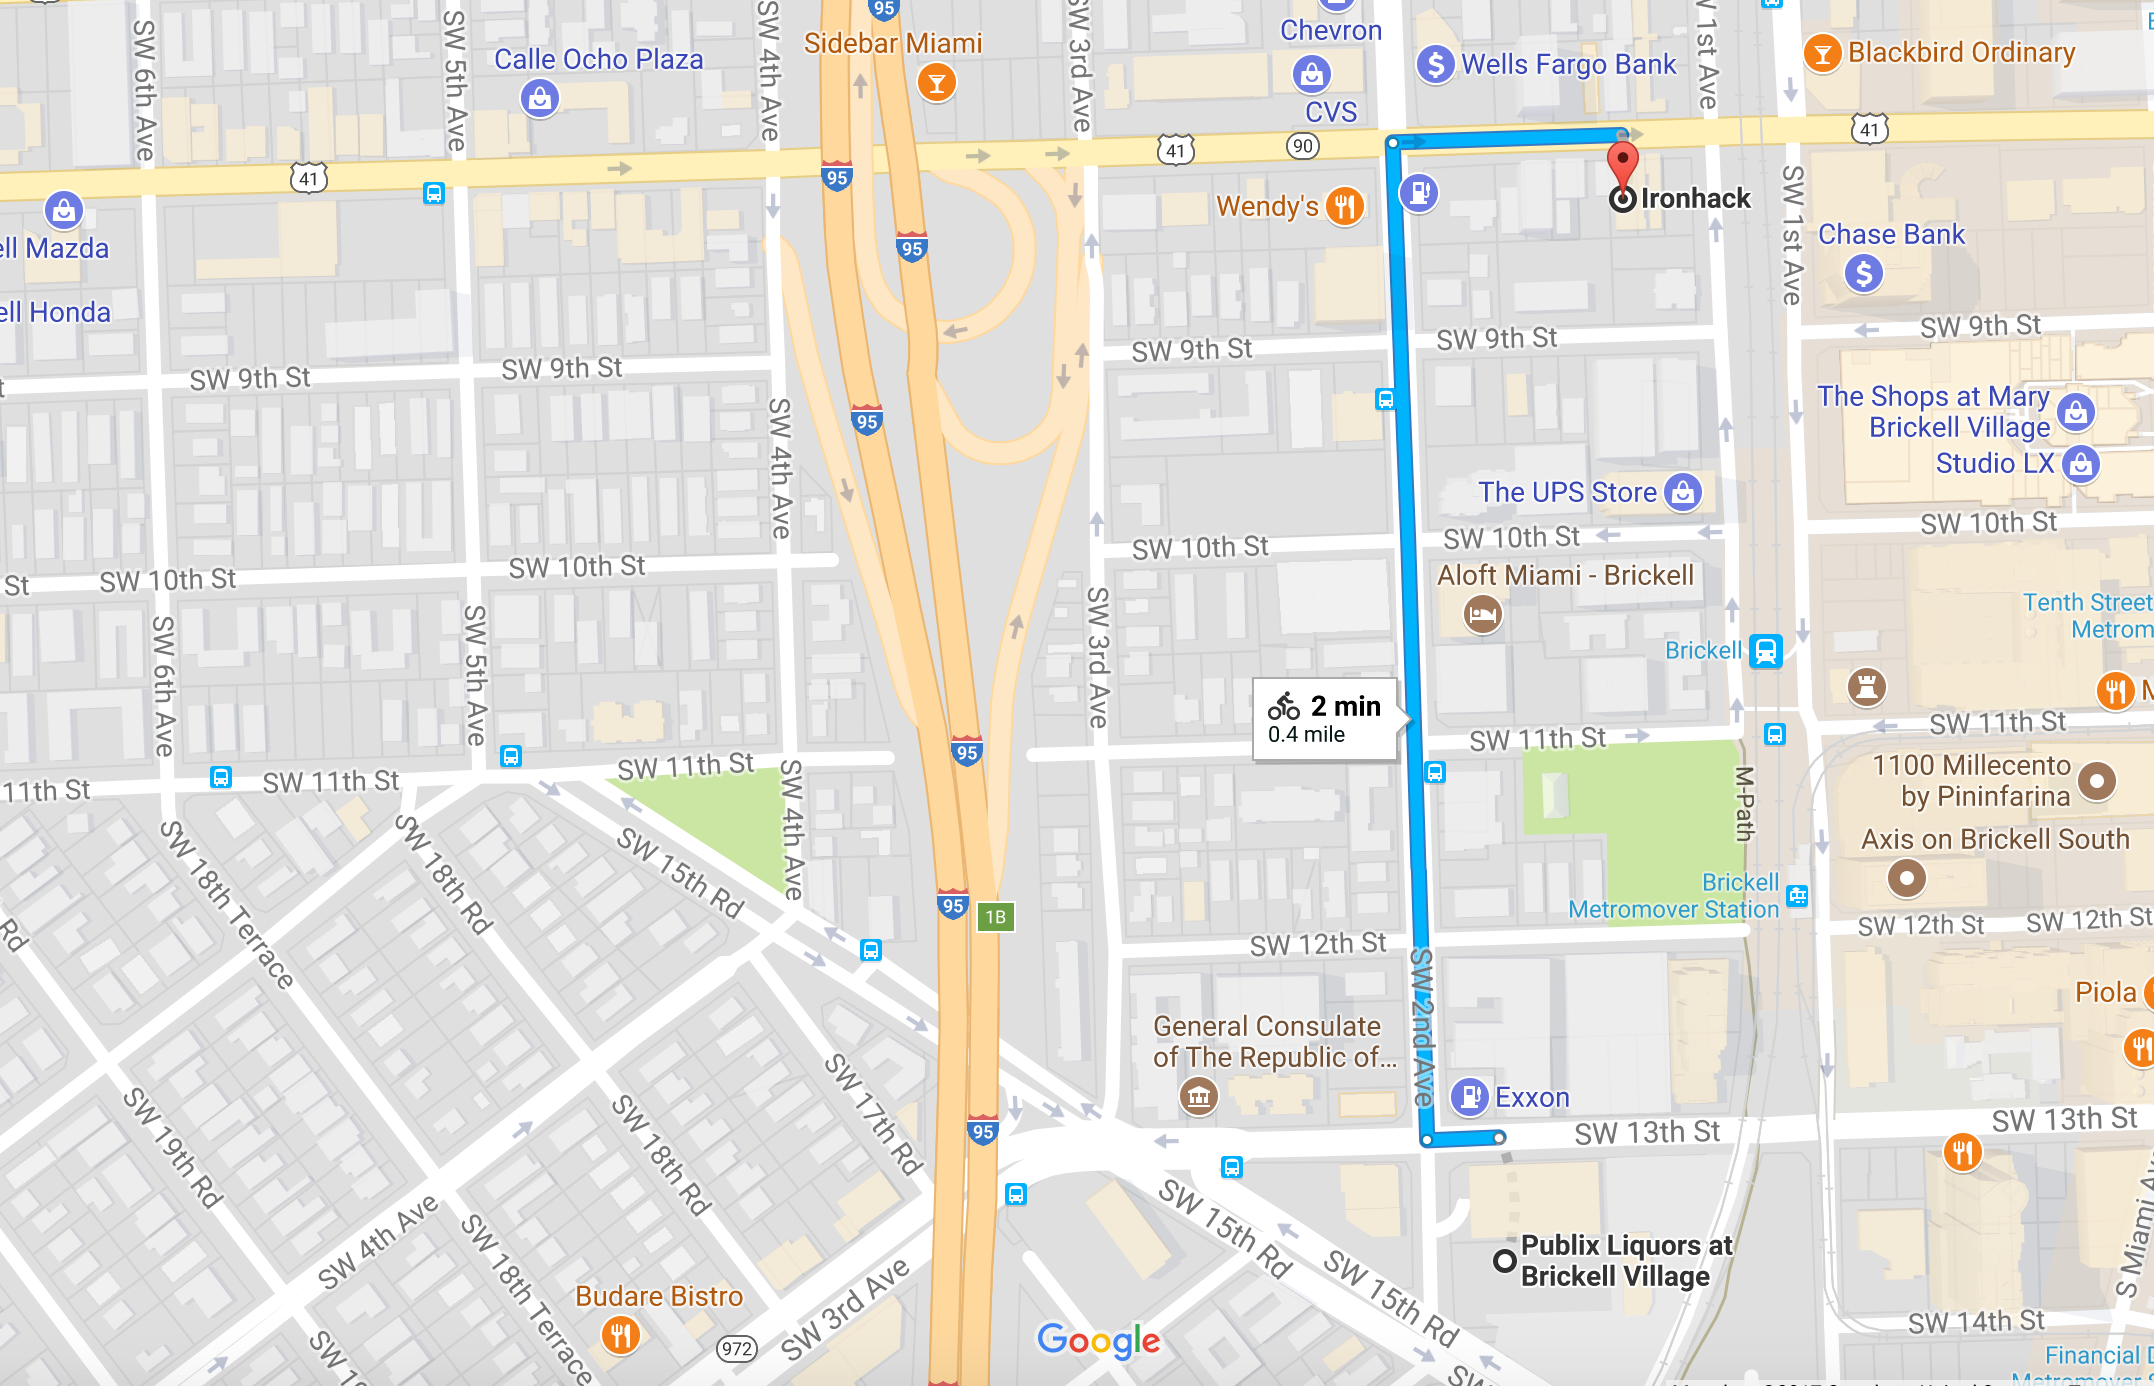 SW 6th Ave
SW 5th Ave
Calle Ocho Plaza
SW 4th Ave
95
Sidebar Miami
SW 3rd Ave
Chevron
CVS
Wells Fargo Bank
Blackbird Ordinary
41
41
90
41
95
95
ell Mazda
ell Honda
Wendy's
Ironhack
SW 1st Ave
Chase Bank
SW 9th St
SW 9th St
SW 9th St
SW 9th St
SW 9th St
95
SW 4th Ave
The Shops at Mary
Brickell Village
Studio LX
The UPS Store
SW 10th St
SW 10th St
SW 10th St
SW 10th St
SW 10th St
St
Aloft Miami - Brickell
SW 6th Ave
SW 5th Ave
SW 3rd Ave
Tenth Street
Metrom
Brickell
2 min
0.4 mile
95
SW 11th St
SW 11th St
SW 11th St
SW 11th St
11th St
SW 4th Ave
M-Path
1100 Millecento
by Pininfarina
Axis on Brickell South
Brickell
Metromover Station
SW 18th Terrace
SW 18th Rd
SW 15th Rd
95
1B
Rd
SW 12th St
SW 12th St
SW 12th St
SW 2nd Ave
Piola
General Consulate
of The Republic of...
Exxon
SW 19th Rd
SW 18th Rd
SW 17th Rd
95
SW 13th St
SW 13th St
SW 4th Ave
SW 18th Terrace
SW 15th Rd
SW 15th Rd
Publix Liquors at
Brickell Village
Budare Bistro
972
SW 3rd Ave
Google
S Miami Av
SW 14th St
Financial D